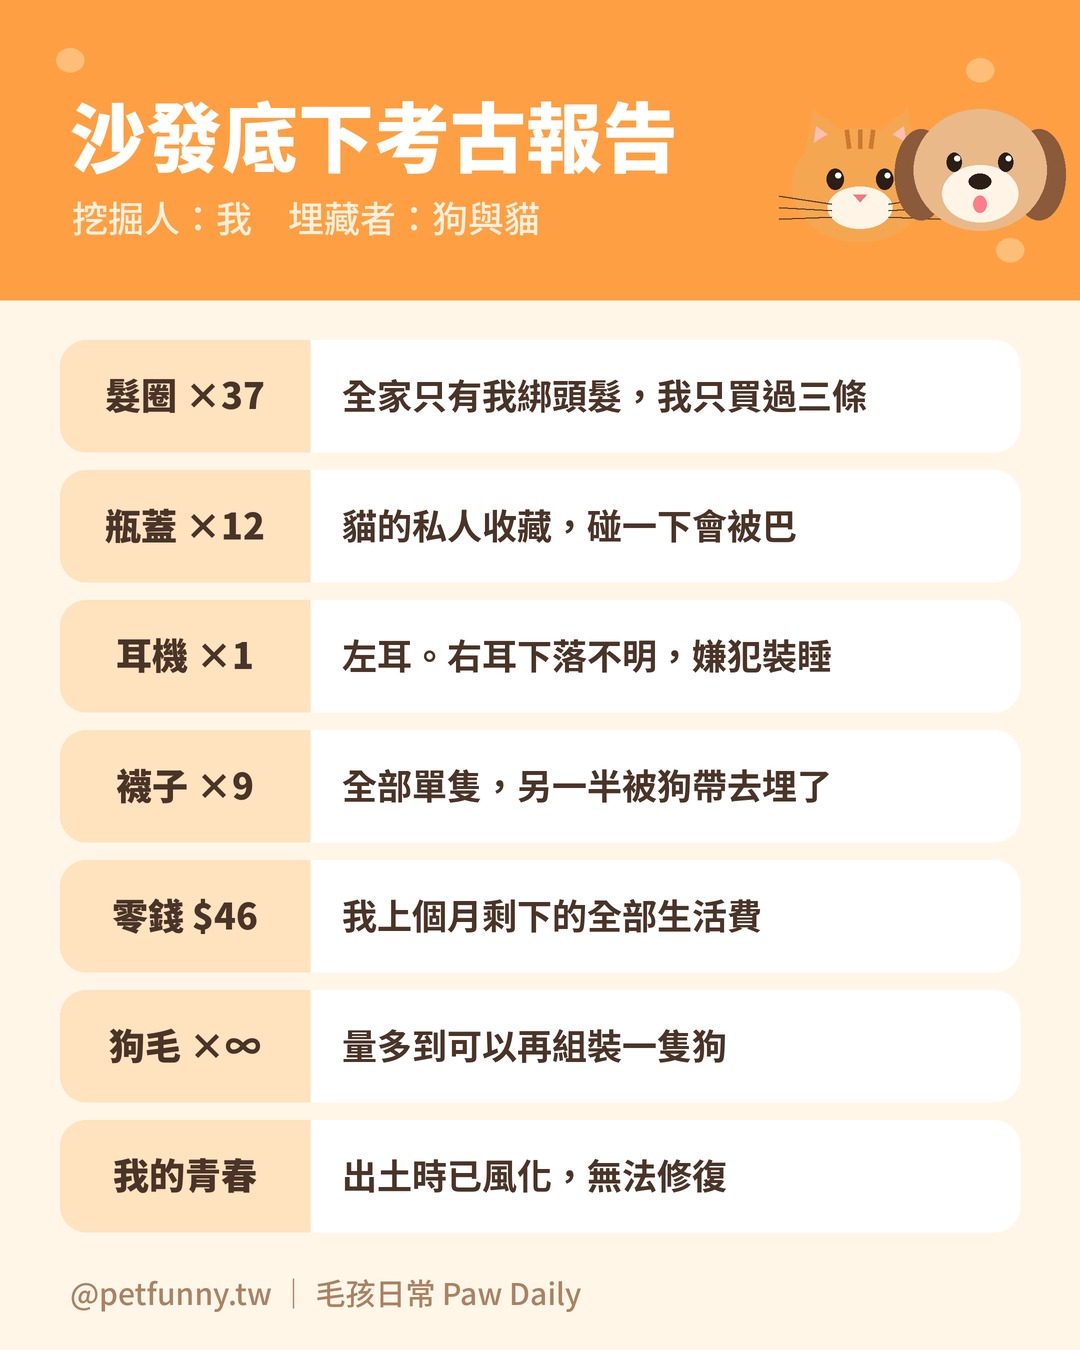 沙發底下考古報告
挖掘人：我　埋藏者：狗與貓
髮圈 ×37
全家只有我綁頭髮，我只買過三條
瓶蓋 ×12
貓的私人收藏，碰一下會被巴
耳機 ×1
左耳。右耳下落不明，嫌犯裝睡
襪子 ×9
全部單隻，另一半被狗帶去埋了
零錢 $46
我上個月剩下的全部生活費
狗毛 ×∞
量多到可以再組裝一隻狗
我的青春
出土時已風化，無法修復
@petfunny.tw｜毛孩日常 Paw Daily